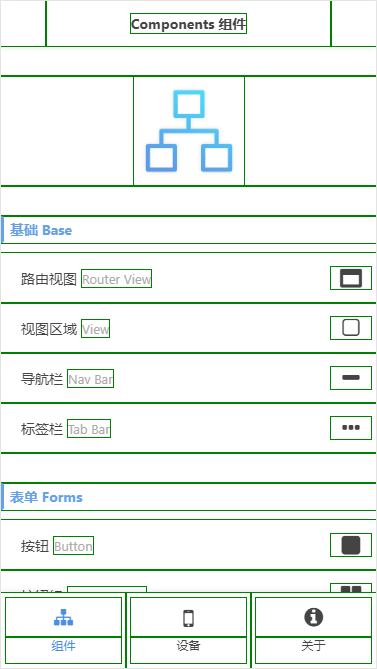 Components 组件
基础 Base
路由视图 Router View
视图区域 View
导航栏 Nav Bar
标签栏 Tab Bar
表单 Forms
按钮 Button
组件
设备
关于